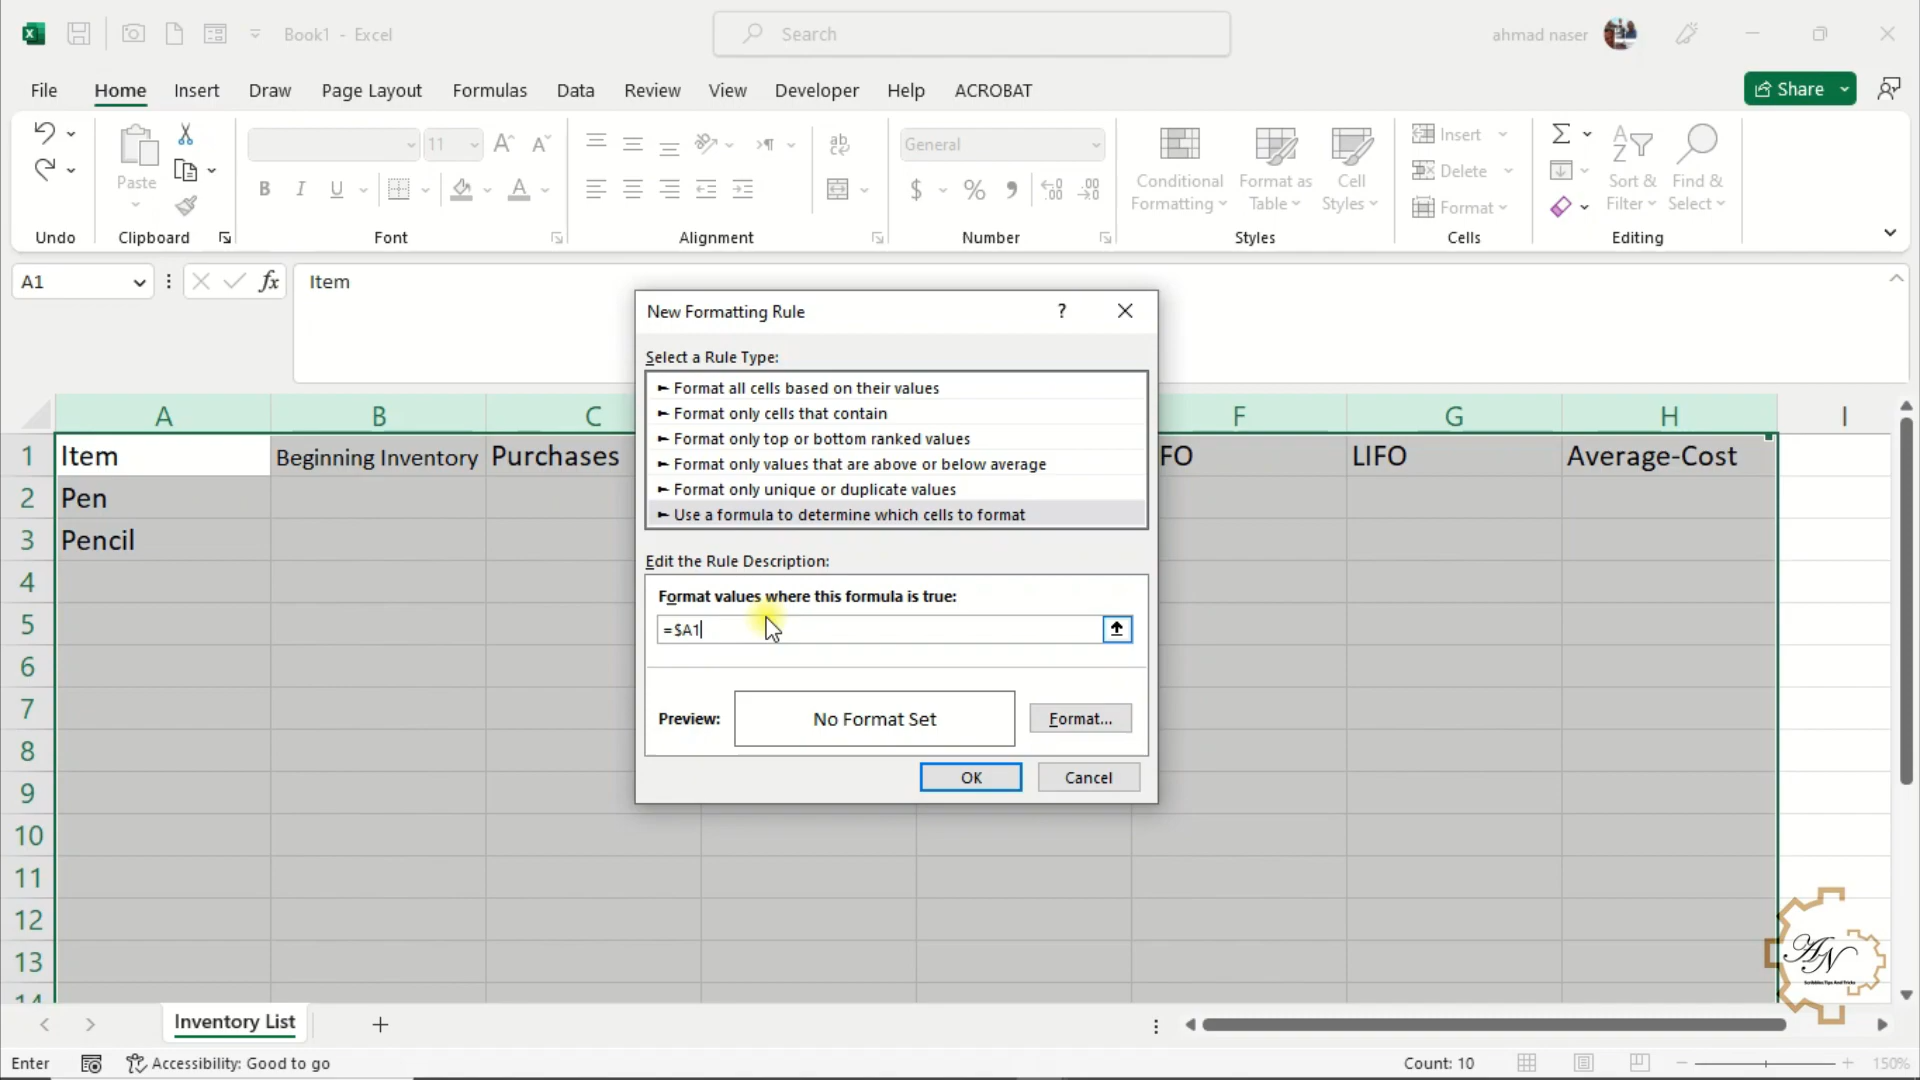 Book1 - Excel
Search
ahmad naser
File Home Insert Draw Page Layout Formulas Data Review View Developer Help ACROBAT
Share
Paste
11
General
Conditional Formatting
Format as Table
Cell Styles
Insert
Delete
Format
Sort & Filter
Find & Select
Undo Clipboard Font Alignment Number Styles Cells Editing
A1
fx
Item
New Formatting Rule
Select a Rule Type:
► Format all cells based on their values
► Format only cells that contain
► Format only top or bottom ranked values
► Format only values that are above or below average
► Format only unique or duplicate values
► Use a formula to determine which cells to format
Edit the Rule Description:
Format values where this formula is true:
=$A1
Preview:
No Format Set
Format...
OK
Cancel
A B C F G H I
1 Item Beginning Inventory Purchases FO LIFO Average-Cost
2 Pen
3 Pencil
4
5
6
7
8
9
10
11
12
13
14
AN
Inventory List
Enter
Accessibility: Good to go
Count: 10
150%